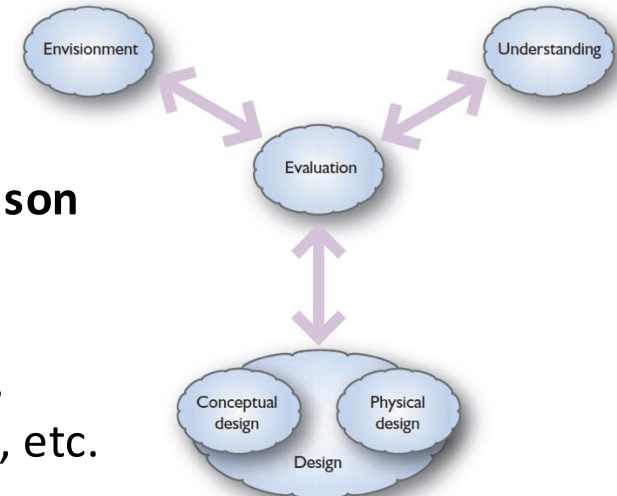 Envisionment
Understanding
Evaluation
son
Conceptual
design
Physical
design
, etc.
Design